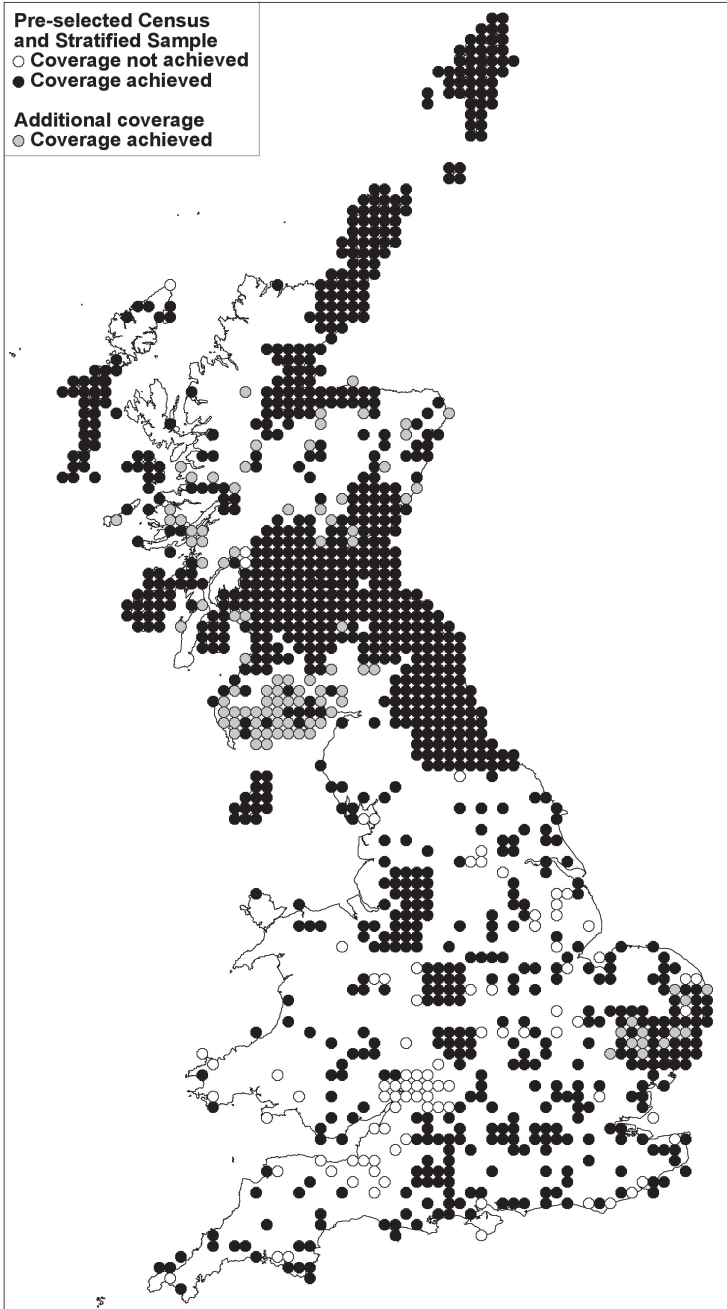 Pre-selected Census
and Stratified Sample
Coverage not achieved
Coverage achieved
Additional coverage
Coverage achieved